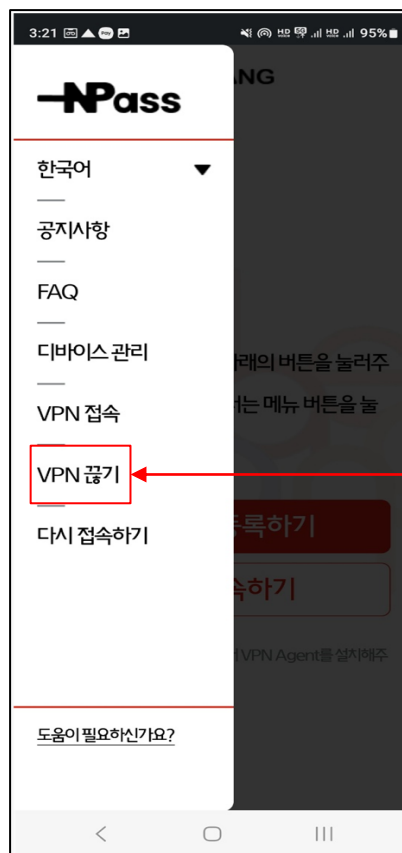 3:21 95%
NPass
ANG
한국어
공지사항
FAQ
디바이스 관리
래의 버튼을 눌러주
VPN 접속
는 메뉴 버튼을 눌
VPN 끊기
다시 접속하기
등록하기
속하기
VPN Agent를 설치해주
도움이 필요하신가요?